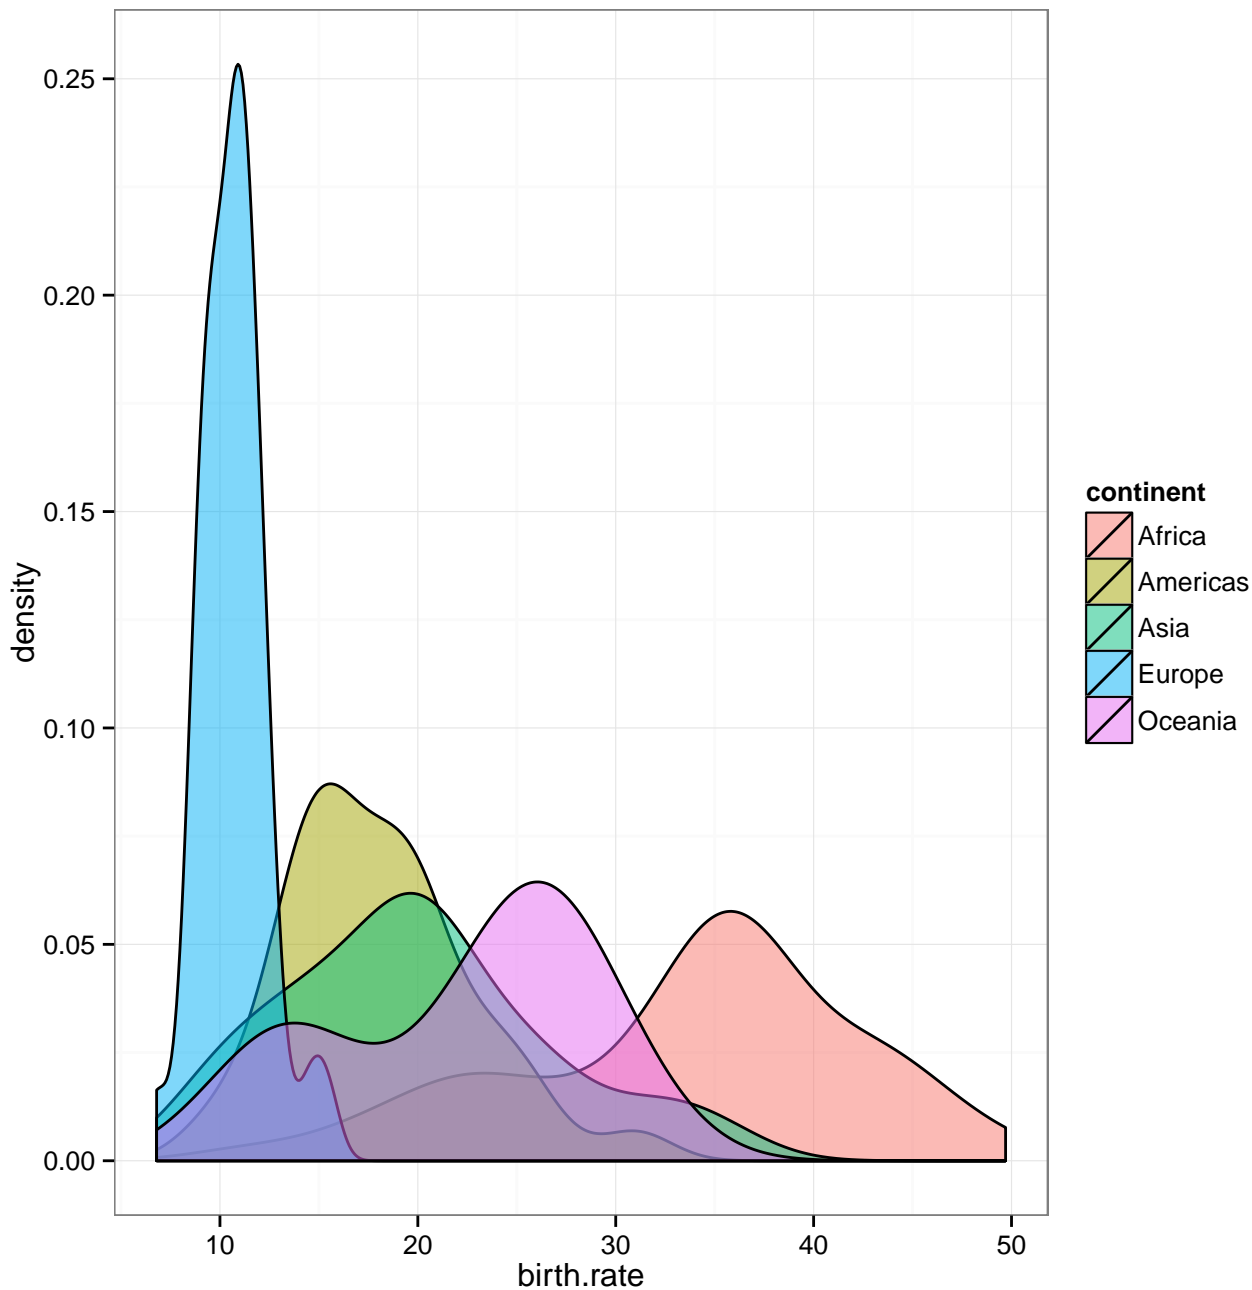 0.25
0.20
0.15
0.10
0.05
0.00
density
10 20 30 40 50
birth.rate
continent
Africa
Americas
Asia
Europe
Oceania